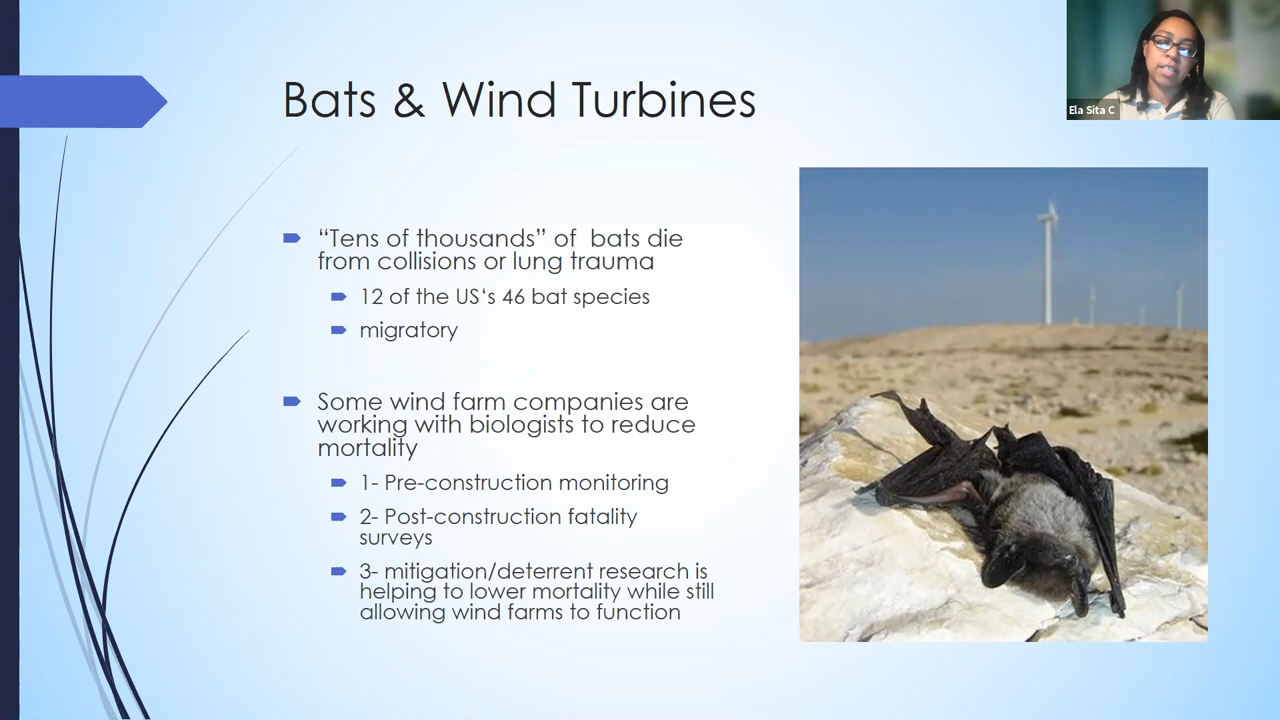 Bats & Wind Turbines
Ela Sita C
“Tens of thousands” of  bats die
from collisions or lung trauma
12 of the US‘s 46 bat species
migratory
Some wind farm companies are
working with biologists to reduce
mortality
1- Pre-construction monitoring
2- Post-construction fatality
surveys
3- mitigation/deterrent research is
helping to lower mortality while still
allowing wind farms to function